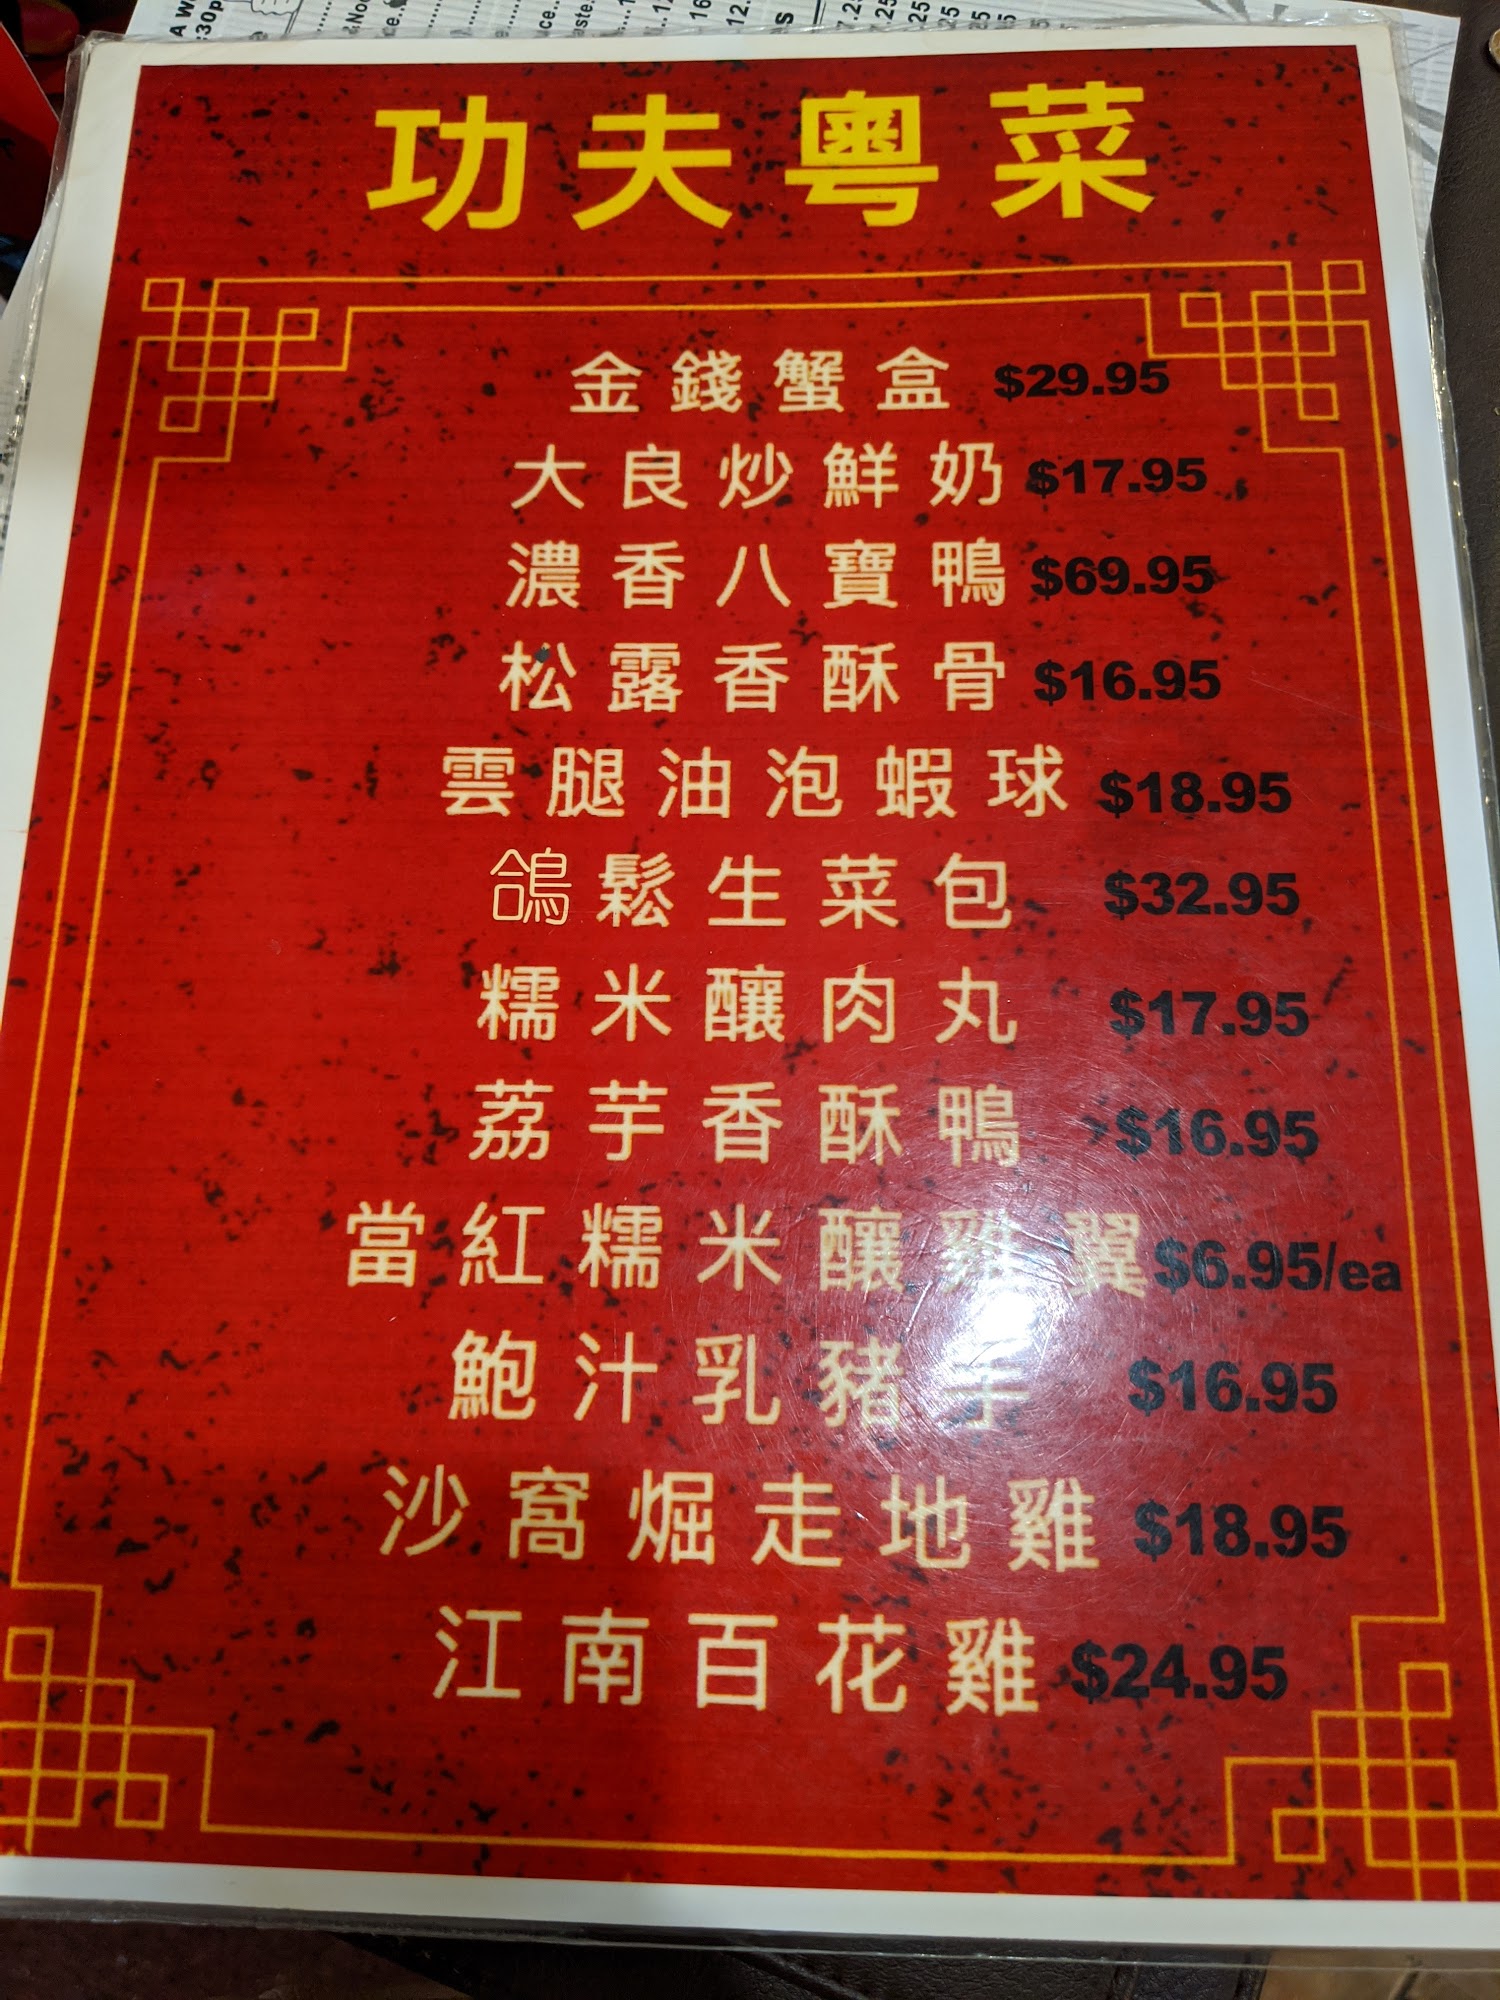 功夫粵菜
金錢蟹盒 $29.95
大良炒鮮奶 $17.95
濃香八寶鴨 $69.95
松露香酥骨 $16.95
雲腿油泡蝦球 $18.95
鴿鬆生菜包 $32.95
糯米釀肉丸 $17.95
荔芋香酥鴨 $16.95
當紅糯米釀雞翼 $6.95/ea
鮑汁乳豬手 $16.95
沙窩焗走地雞 $18.95
江南百花雞 $24.95